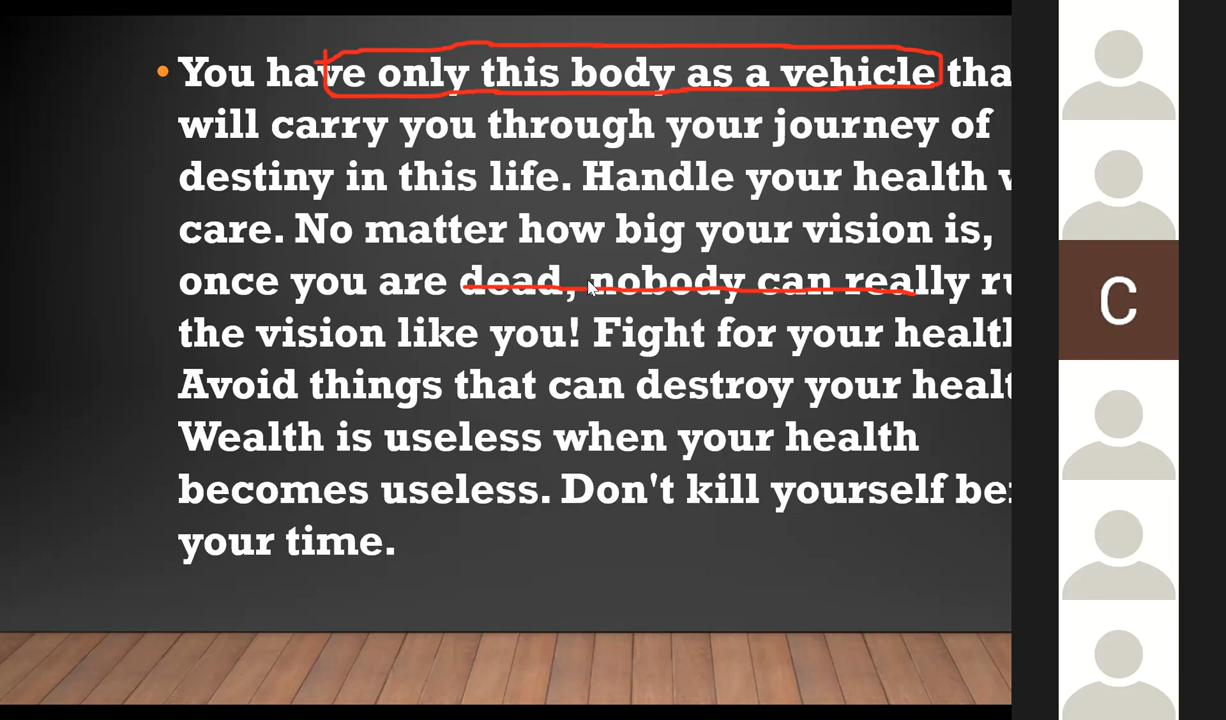 • You have only this body as a vehicle tha
will carry you through your journey of
destiny in this life. Handle your health
care. No matter how big your vision is,
once you are dead, nobody can really
the vision like you! Fight for your health
Avoid things that can destroy your healt
Wealth is useless when your health
becomes useless. Don't kill yourself
your time.
C